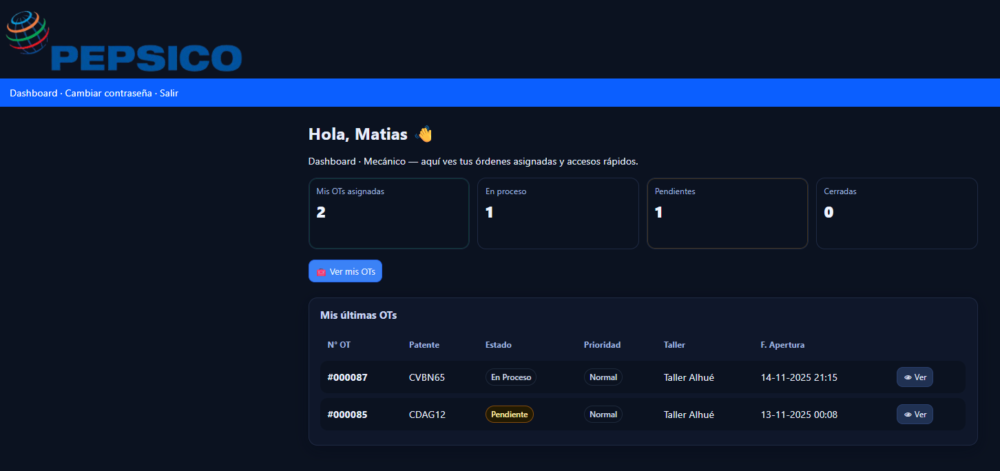 PEPSICO
Dashboard · Cambiar contraseña · Salir
Hola, Matias 👋
Dashboard · Mecánico — aquí ves tus órdenes asignadas y accesos rápidos.
Mis OTs asignadas En proceso Pendientes Cerradas
2 1 1 0
🧰 Ver mis OTs
Mis últimas OTs
N° OT Patente Estado Prioridad Taller F. Apertura
#000087 CVBN65 En Proceso Normal Taller Alhué 14-11-2025 21:15 👁 Ver
#000085 CDAG12 Pendiente Normal Taller Alhué 13-11-2025 00:08 👁 Ver